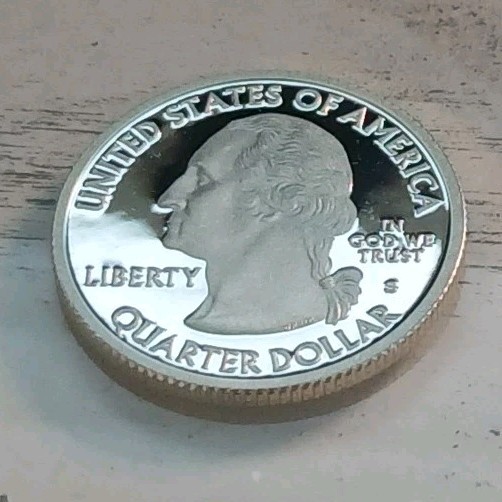 UNITED STATES OF AMERICA
LIBERTY
IN
GOD WE
TRUST
S
QUARTER DOLLAR